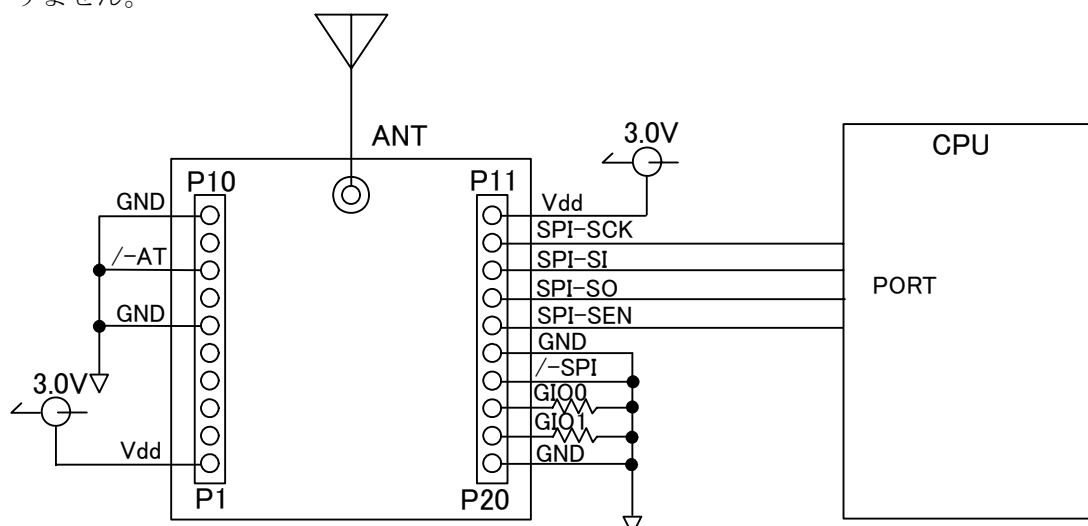 すません。
ANT
3.0V
CPU
P10
P11
GND
Vdd
SPI-SCK
/-AT
SPI-SI
SPI-SO
PORT
GND
SPI-SEN
GND
/-SPI
3.0V
GIO0
GIO1
Vdd
GND
P1
P20